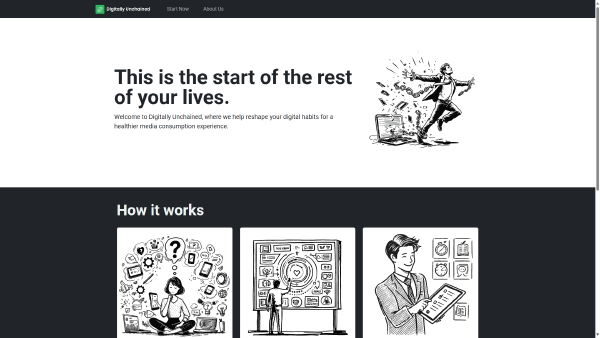 Digitally Unchained Start Now About Us
This is the start of the rest
of your lives.
Welcome to Digitally Unchained, where we help reshape your digital habits for a
healthier media consumption experience.
How it works
?